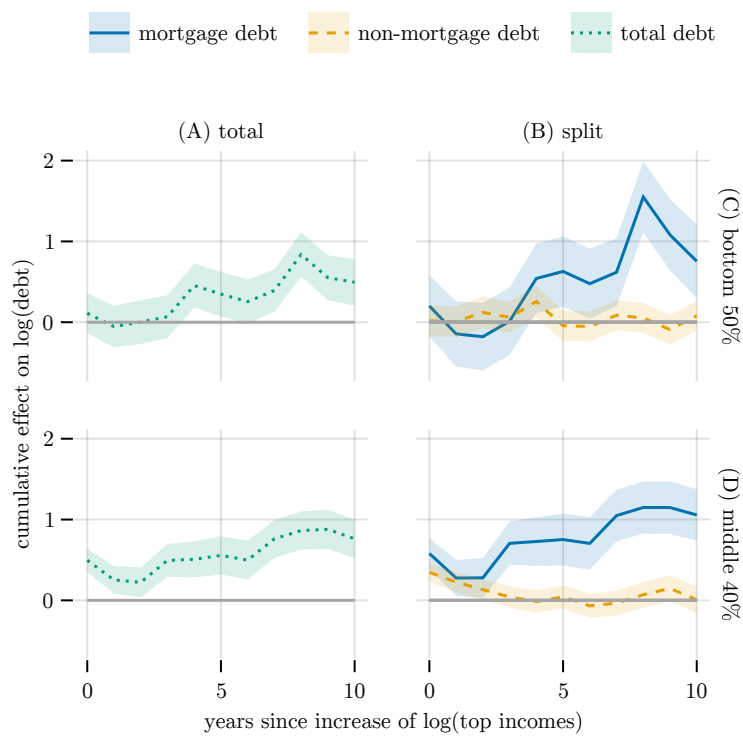 mortgage debt non-mortgage debt total debt
(A) total (B) split
2
1
0
(C) bottom 50%
cumulative effect on log(debt)
2
1
0
(D) middle 40%
0 5 10 0 5 10
years since increase of log(top incomes)